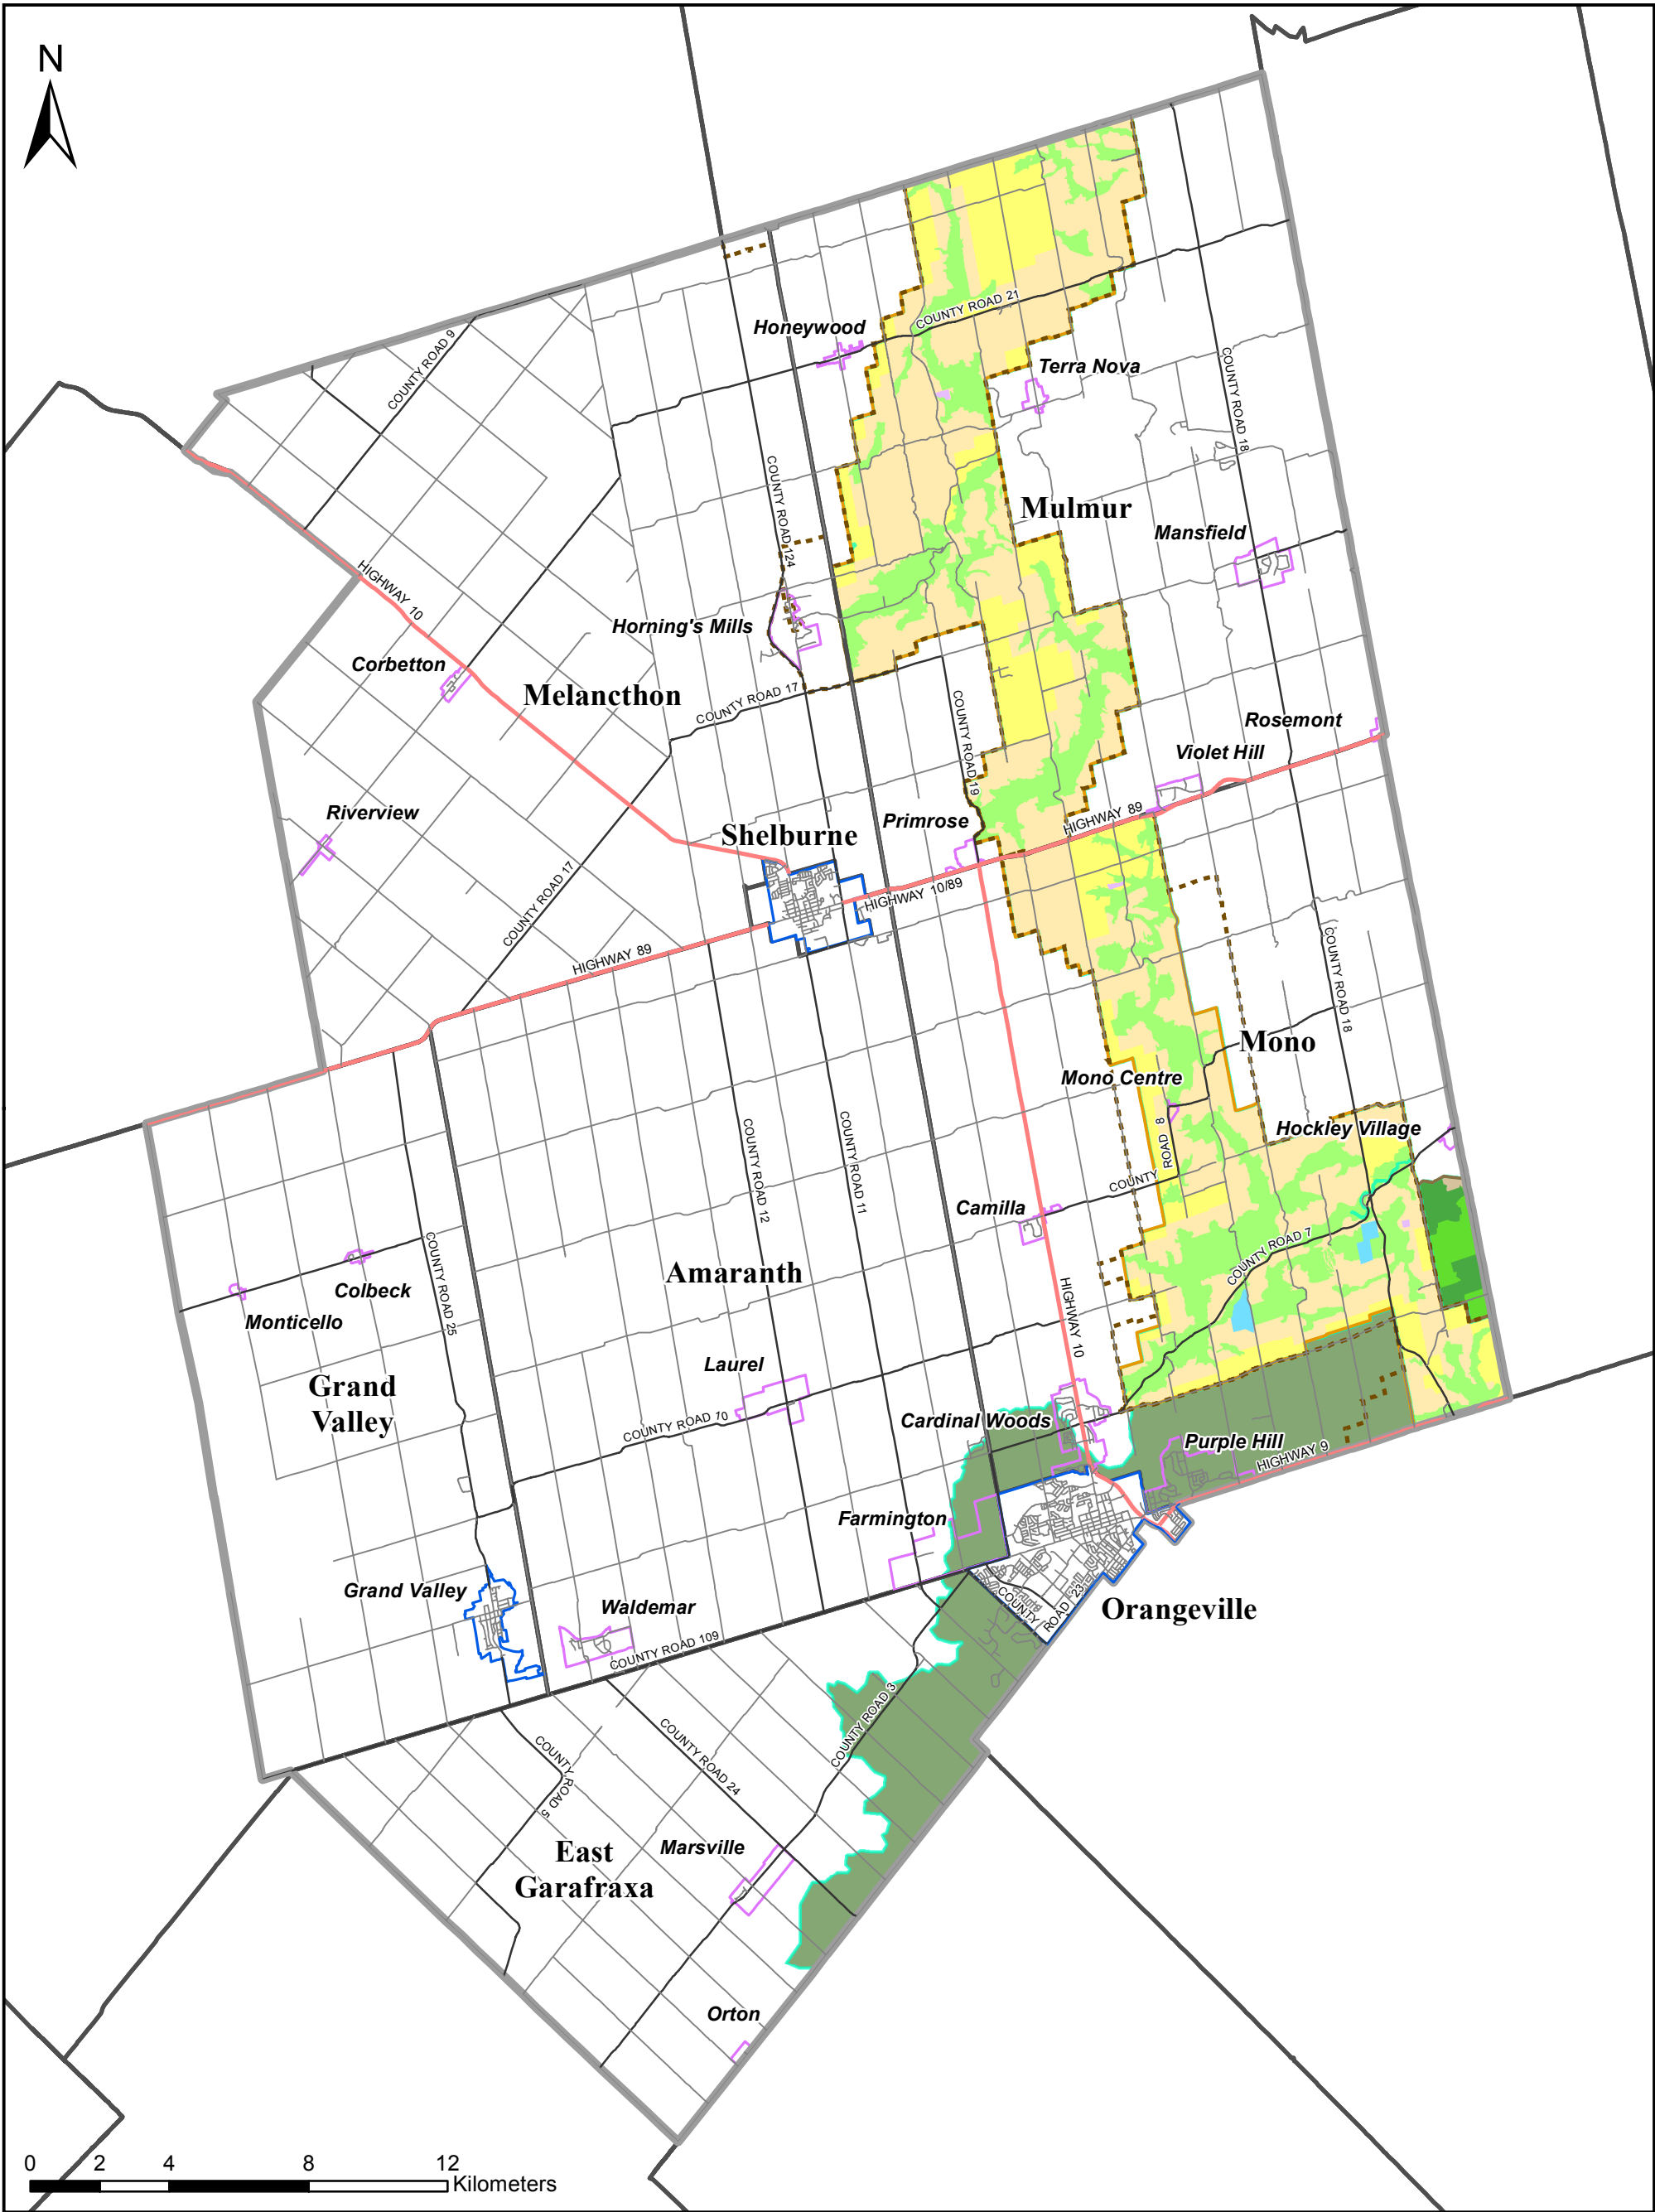 N
COUNTY ROAD 9
Honeywood
COUNTY ROAD 21
Terra Nova
COUNTY ROAD 18
COUNTY ROAD 124
Mulmur
Mansfield
HIGHWAY 10
Horning's Mills
Corbetton
Melancthon
COUNTY ROAD 17
COUNTY ROAD 19
Rosemont
Violet Hill
Riverview
Shelburne
Primrose
HIGHWAY 89
COUNTY ROAD 17
HIGHWAY 10/89
HIGHWAY 89
COUNTY ROAD 18
Mono
Mono Centre
Hockley Village
COUNTY ROAD 12
COUNTY ROAD 11
COUNTY
ROAD 8
Camilla
COUNTY ROAD 7
COUNTY ROAD 25
Colbeck
Amaranth
Monticello
HIGHWAY 10
Laurel
Grand
Valley
COUNTY ROAD 10
Cardinal Woods
Purple Hill
HIGHWAY 9
Farmington
Grand Valley
Waldemar
COUNTY
ROAD 23
Orangeville
COUNTY ROAD 109
COUNTY ROAD 3
COUNTY ROAD 24
COUNTY
ROAD 5
East
Garafraxa
Marsville
Orton
0 2 4 8 12
Kilometers